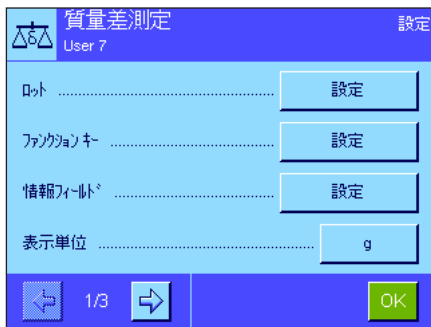 質量差測定
User 7
設定
ﾛｯﾄ 設定
ﾌｧﾝｸｼｮﾝ ｷｰ 設定
情報ﾌｨｰﾙﾄﾞ 設定
表示単位 g
1/3
OK